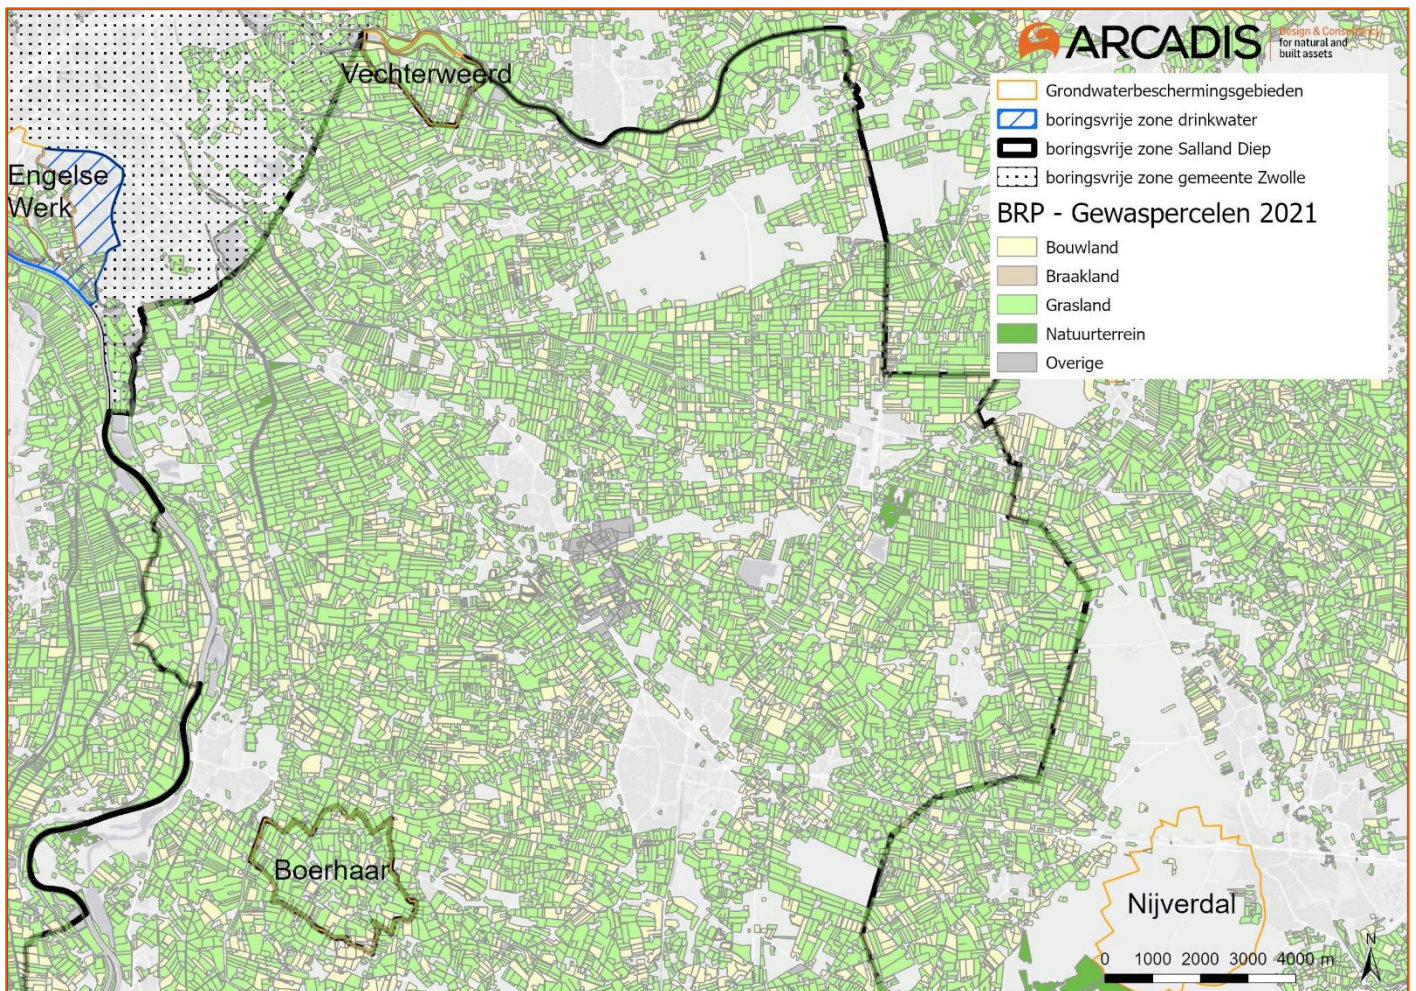 ARCADIS
Design & Consultancy
for natural and
built assets
Vechterweerd
Grondwaterbeschermingsgebieden
boringsvrije zone drinkwater
boringsvrije zone Salland Diep
boringsvrije zone gemeente Zwolle
BRP - Gewaspercelen 2021
Bouwland
Braakland
Grasland
Natuurterrein
Overige
Engelse
Werk
Boerhaar
Nijverdal
N
0 1000 2000 3000 4000 m